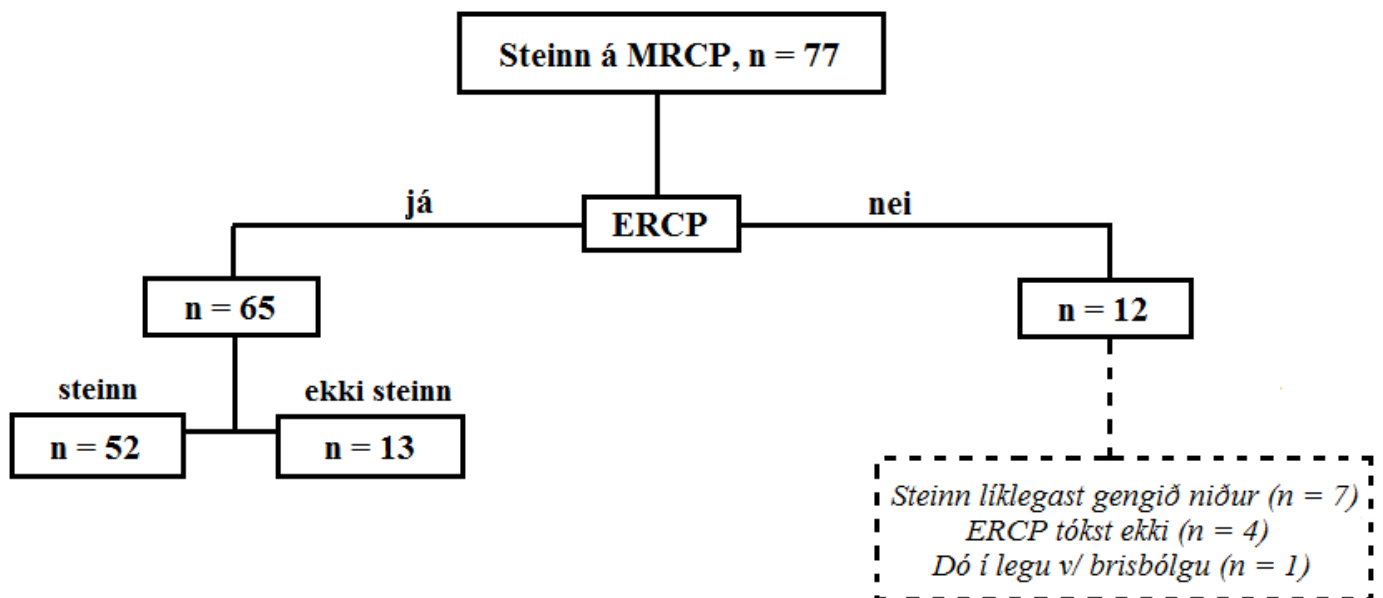 Steinn á MRCP, n = 77
já
nei
ERCP
n = 65
n = 12
steinn
ekki steinn
n = 52
n = 13
Steinn líklegast gengið niður (n = 7)
ERCP tókst ekki (n = 4)
Dó í legu v/ brisbólgu (n = 1)